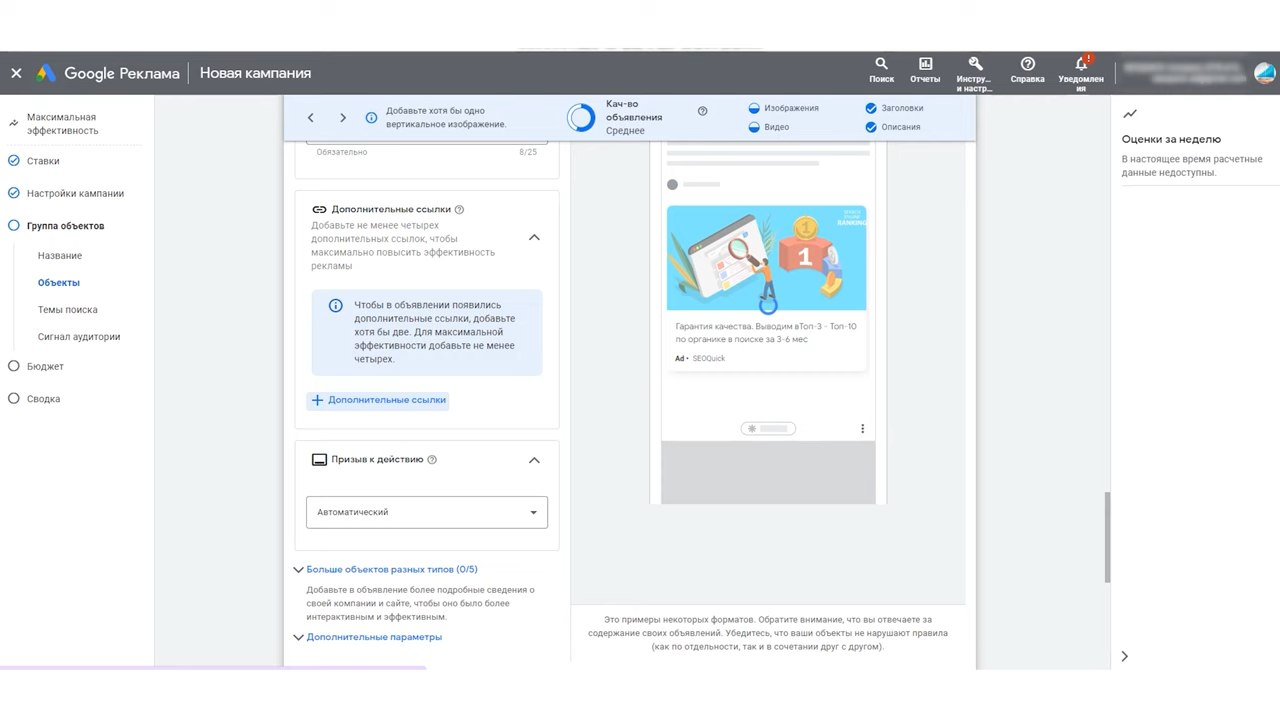 Google Реклама
Новая кампания
Поиск
Отчеты
Инстру...
и настр...
Справка
Уведомлен
ия
Максимальная
эффективность
Ставки
Настройки кампании
Группа объектов
Название
Объекты
Темы поиска
Сигнал аудитории
Бюджет
Сводка
Добавьте хотя бы одно
вертикальное изображение.
Кач-во
объявления
Среднее
Изображения
Видео
Заголовки
Описания
Обязательно 8/25
Дополнительные ссылки
Добавьте не менее четырех
дополнительных ссылок, чтобы
максимально повысить эффективность
рекламы
Чтобы в объявлении появились
дополнительные ссылки, добавьте
хотя бы две. Для максимальной
эффективности добавьте не менее
четырех.
Дополнительные ссылки
Призыв к действию
Автоматический
Больше объектов разных типов (0/5)
Добавьте в объявление более подробные сведения о
своей компании и сайте, чтобы оно было более
интерактивным и эффективным.
Дополнительные параметры
RANKING
1
1
Гарантия качества. Выводим вТоп-3 - Топ-10
по органике в поиске за 3-6 мес
Ad • SEOQuick
Это примеры некоторых форматов. Обратите внимание, что вы отвечаете за
содержание своих объявлений. Убедитесь, что ваши объекты не нарушают правила
(как по отдельности, так и в сочетании друг с другом).
Оценки за неделю
В настоящее время расчетные
данные недоступны.